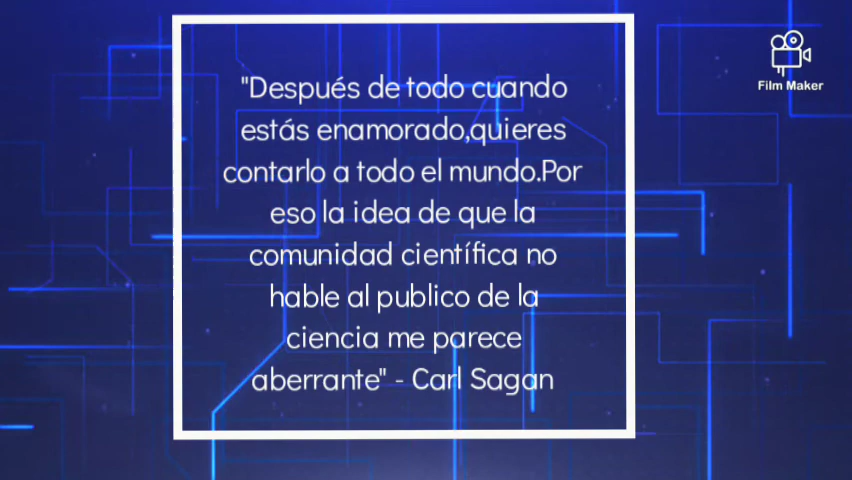 "Después de todo cuando
estás enamorado,quieres
contarlo a todo el mundo.Por
eso la idea de que la
comunidad científica no
hable al publico de la
ciencia me parece
aberrante" - Carl Sagan
Film Maker